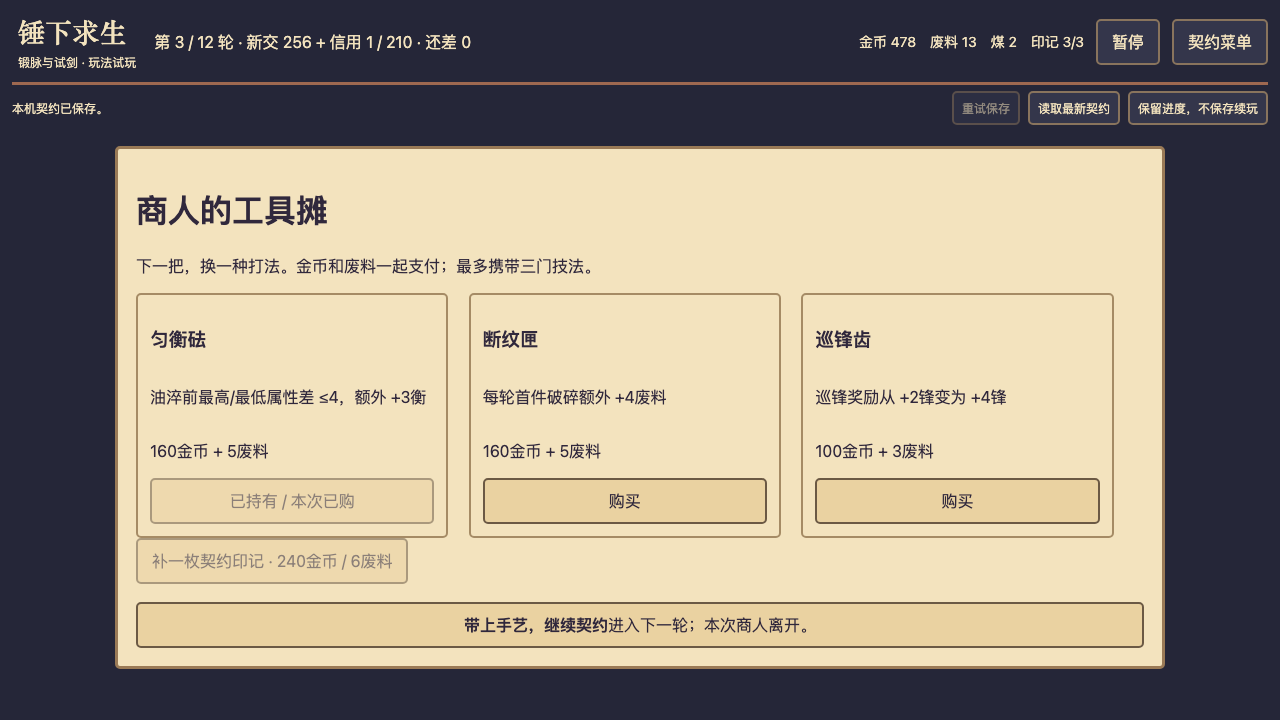 锤下求生
锻脉与试剑 · 玩法试玩
第 3 / 12 轮 · 新交 256 + 信用 1 / 210 · 还差 0
金币 478 废料 13 煤 2 印记 3/3
暂停
契约菜单
本机契约已保存。
重试保存
读取最新契约
保留进度，不保存续玩
商人的工具摊
下一把，换一种打法。金币和废料一起支付；最多携带三门技法。
匀衡砝
油淬前最高/最低属性差 ≤4，额外 +3衡
160金币 + 5废料
已持有 / 本次已购
断纹匣
每轮首件破碎额外 +4废料
160金币 + 5废料
购买
巡锋齿
巡锋奖励从 +2锋变为 +4锋
100金币 + 3废料
购买
补一枚契约印记 · 240金币 / 6废料
带上手艺，继续契约进入下一轮；本次商人离开。